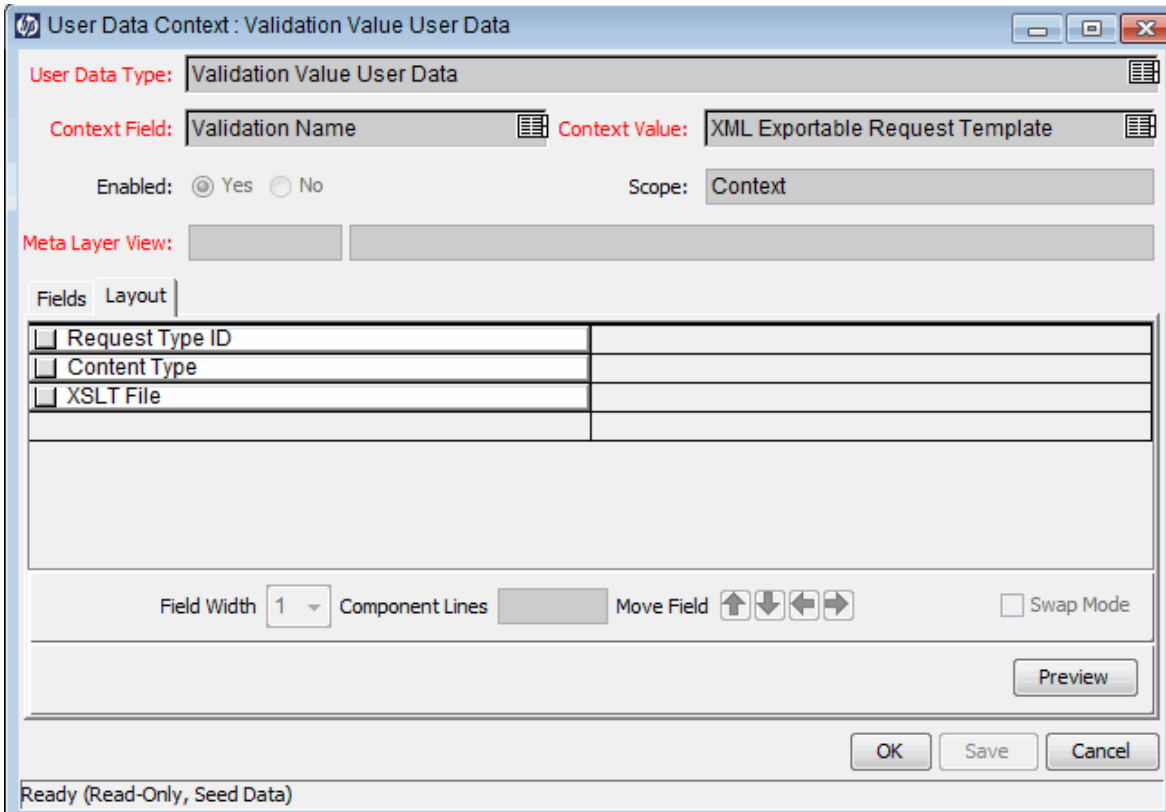 User Data Context : Validation Value User Data
User Data Type: Validation Value User Data
Context Field: Validation Name Context Value: XML Exportable Request Template
Enabled: Yes No Scope: Context
Meta Layer View:
Fields Layout
Request Type ID
Content Type
XSLT File
Field Width 1 Component Lines Move Field Swap Mode
Preview
OK Save Cancel
Ready (Read-Only, Seed Data)